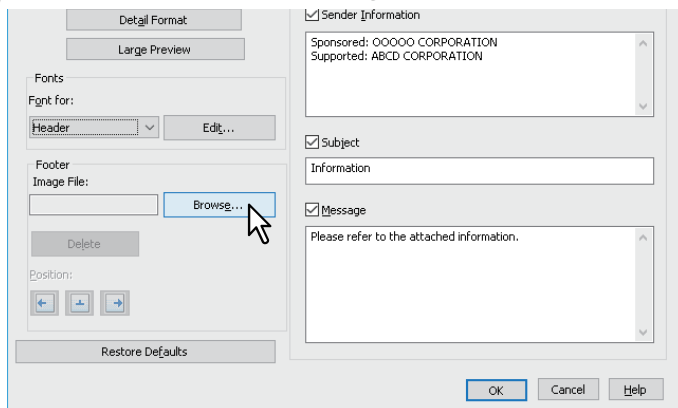 Detail Format
Large Preview
Fonts
Font for:
Header
Edit...
Footer
Image File:
Browse...
Delete
Position:
Restore Defaults
Sender Information
Sponsored: OOOOO CORPORATION
Supported: ABCD CORPORATION
Subject
Information
Message
Please refer to the attached information.
OK
Cancel
Help